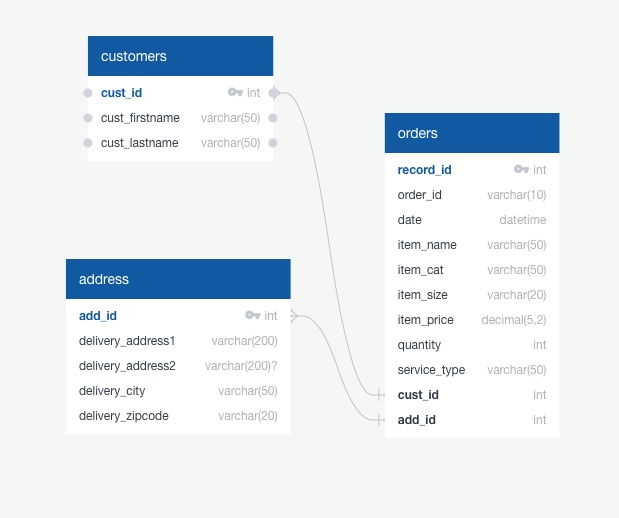 customers
cust_id int
cust_firstname varchar(50)
cust_lastname varchar(50)
orders
record_id int
order_id varchar(10)
date datetime
item_name varchar(50)
item_cat varchar(50)
item_size varchar(20)
item_price decimal(5,2)
quantity int
service_type varchar(50)
cust_id int
add_id int
address
add_id int
delivery_address1 varchar(200)
delivery_address2 varchar(200)?
delivery_city varchar(50)
delivery_zipcode varchar(20)